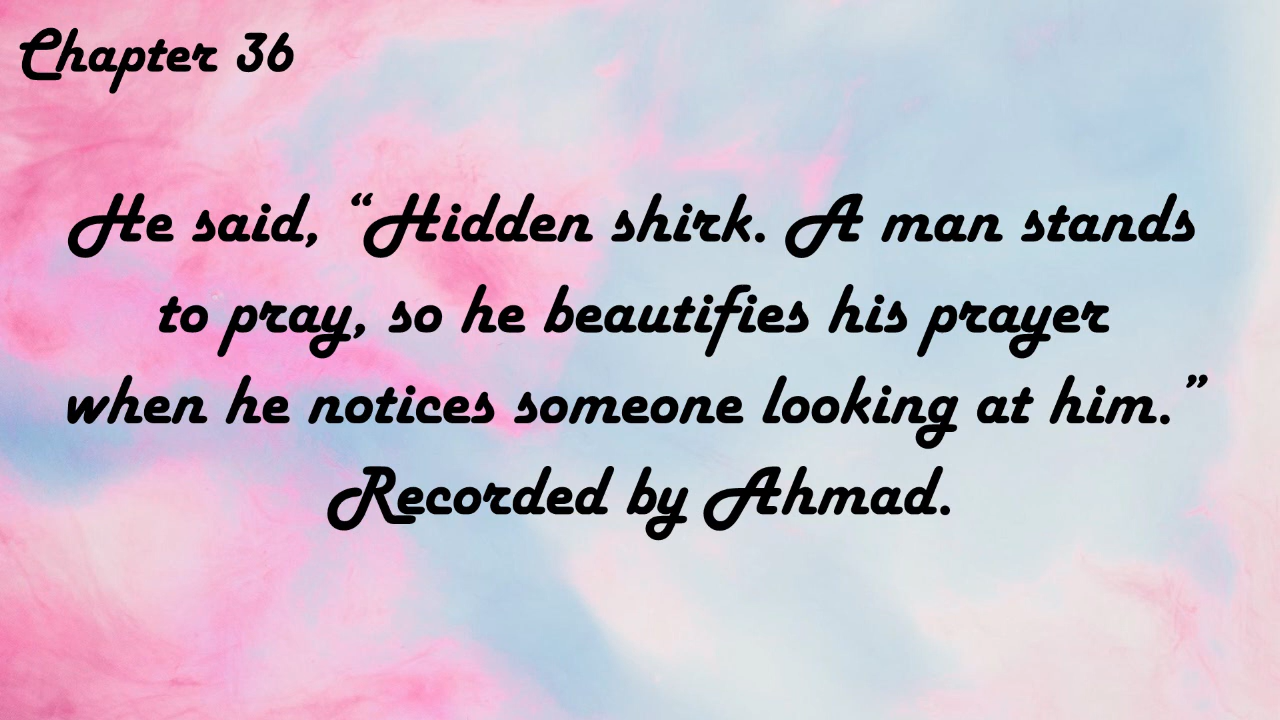 Chapter 36
He said, “Hidden shirk. A man stands
to pray, so he beautifies his prayer
when he notices someone looking at him.”
Recorded by Ahmad.